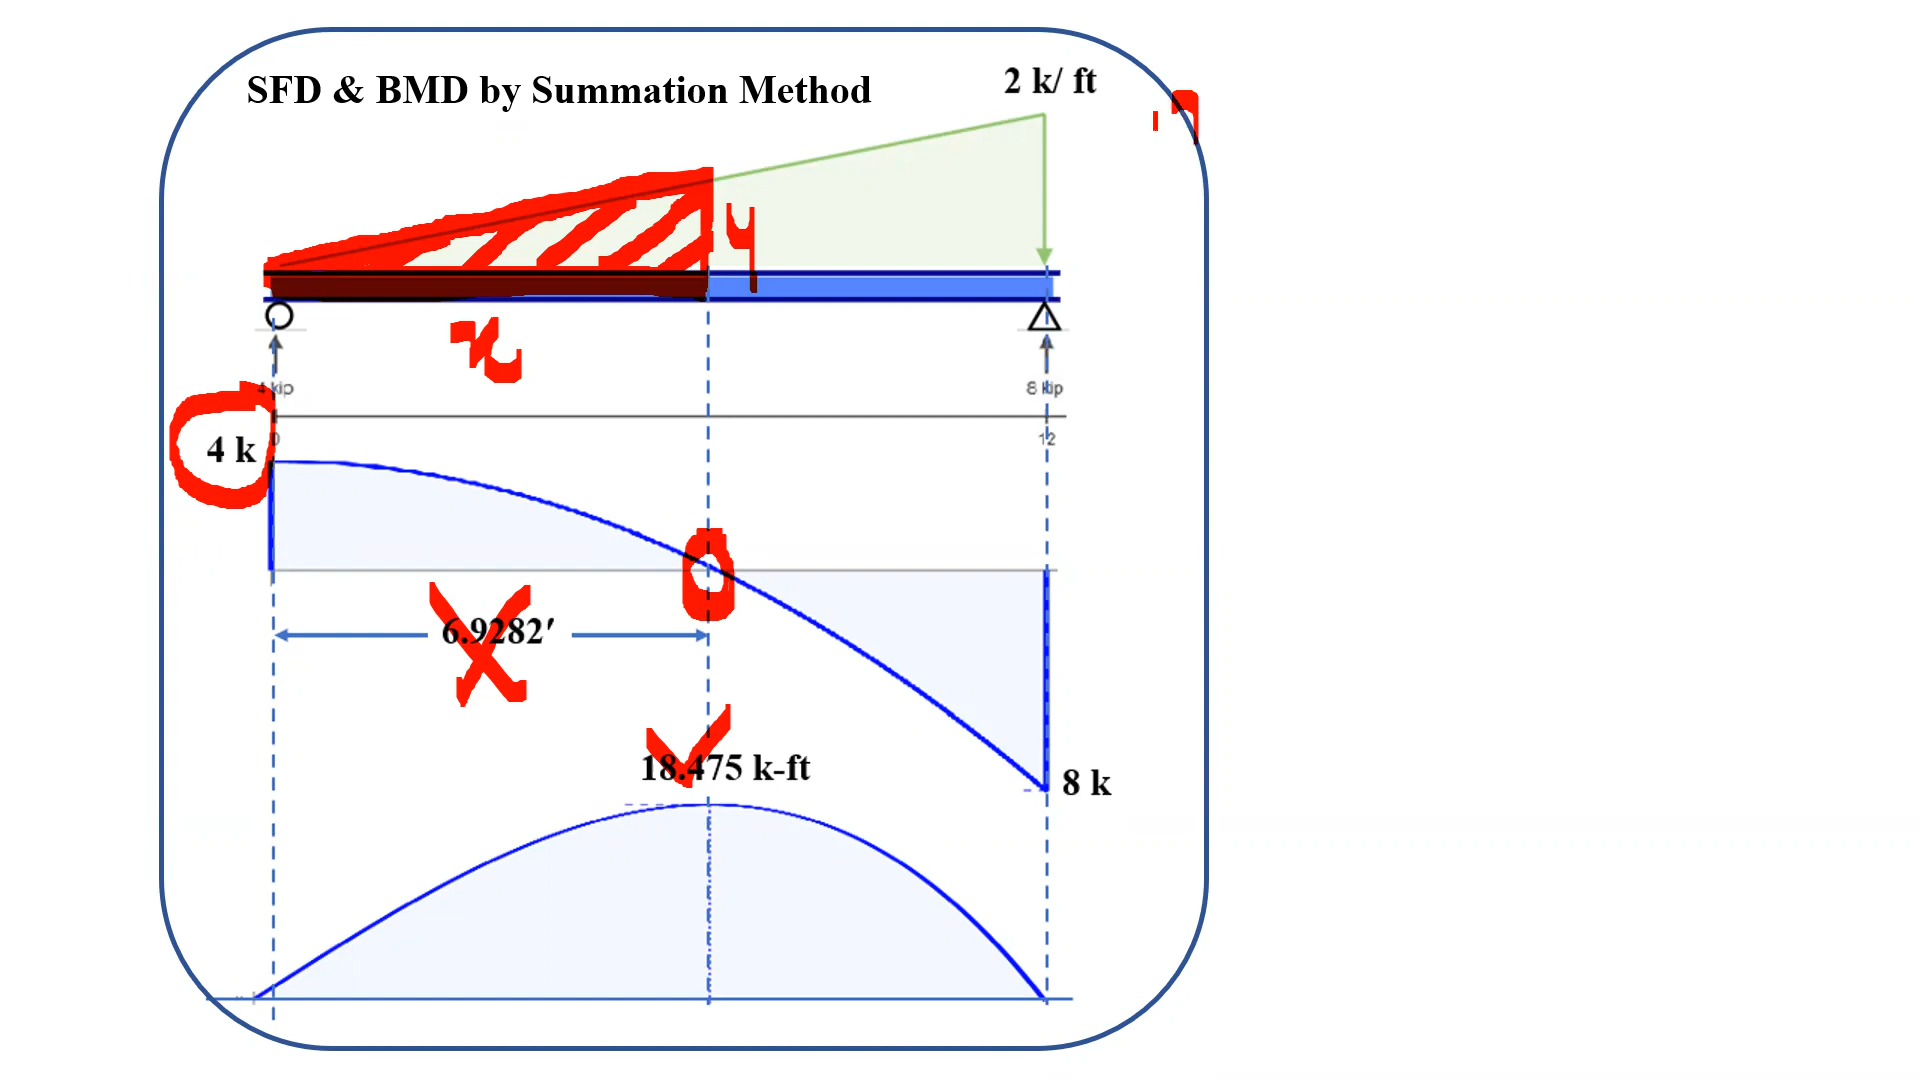 SFD & BMD by Summation Method
2 k/ ft
y
x
4 kip
8 kip
4 k
0
12
6.9282′
18.475 k-ft
8 k